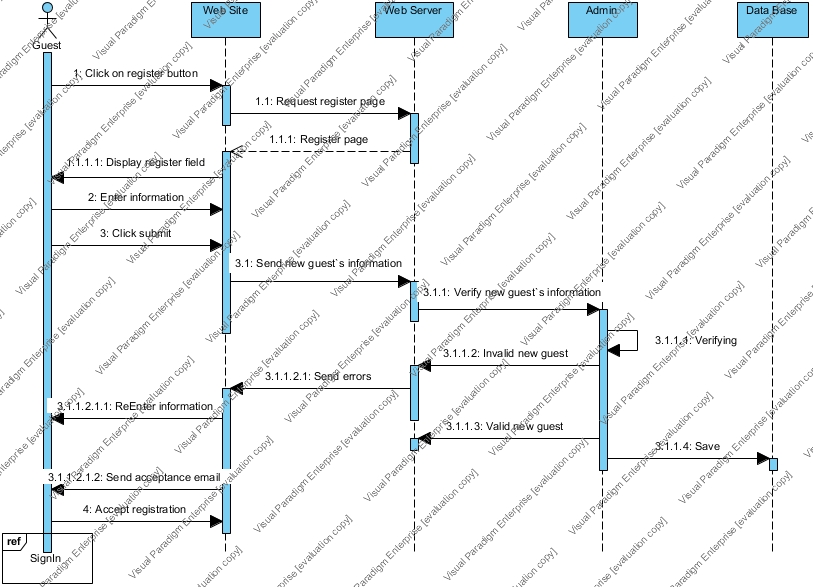 Web Site
Web Server
Admin
Data Base
Guest
1: Click on register button
1.1: Request register page
1.1.1: Register page
1.1.1.1: Display register field
2: Enter information
3: Click submit
3.1: Send new guest`s information
3.1.1: Verify new guest`s information
3.1.1.1: Verifying
3.1.1.2: Invalid new guest
3.1.1.2.1: Send errors
3.1.1.2.1.1: ReEnter information
3.1.1.3: Valid new guest
3.1.1.4: Save
3.1.1.2.1.2: Send acceptance email
4: Accept registration
ref
SignIn
Visual Paradigm Enterprise [evaluation copy]